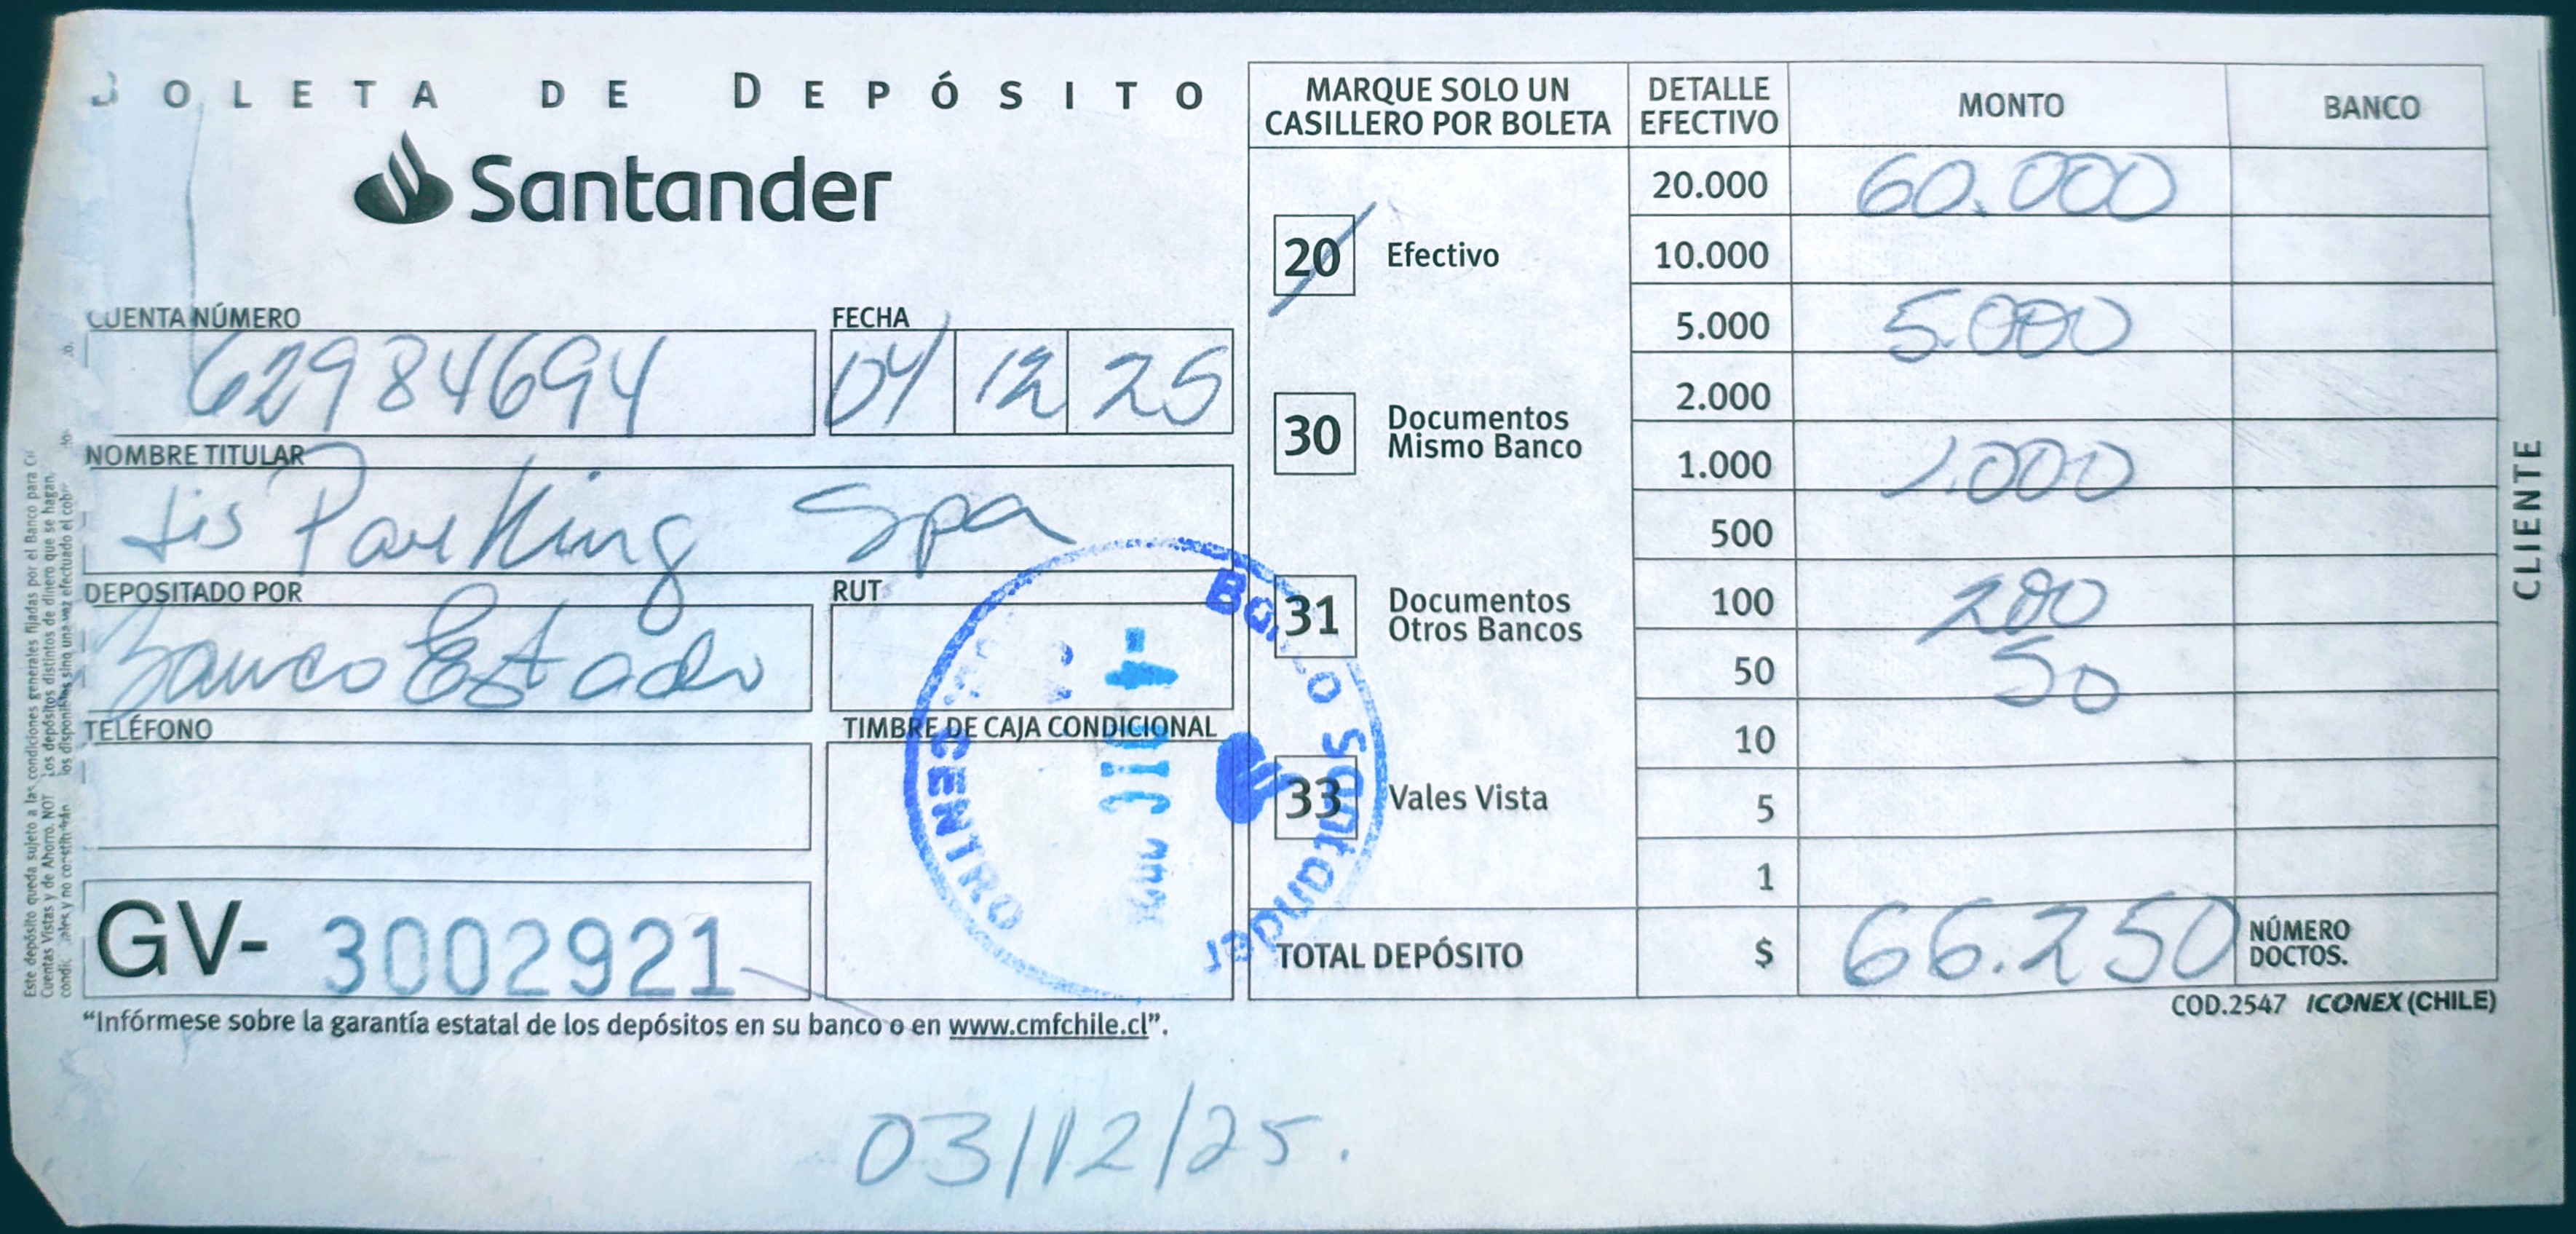 BOLETA DE DEPÓSITO
Santander
CUENTA NÚMERO
62984694
FECHA
04 12 25
NOMBRE TITULAR
tis Parking Spa
DEPOSITADO POR
Banco Estado
RUT
TELÉFONO
TIMBRE DE CAJA CONDICIONAL
GV- 3002921
"Infórmese sobre la garantía estatal de los depósitos en su banco o en www.cmfchile.cl".
MARQUE SOLO UN CASILLERO POR BOLETA
20 Efectivo
30 Documentos Mismo Banco
31 Documentos Otros Bancos
33 Vales Vista
DETALLE EFECTIVO MONTO BANCO
20.000 60.000
10.000
5.000 5.000
2.000
1.000 1.000
500
100 200
50 50
10
5
1
TOTAL DEPÓSITO $ 66.250 NÚMERO DOCTOS.
COD.2547 ICONEX (CHILE)
CLIENTE
Banco Santander
CENTRO
03/12/25.